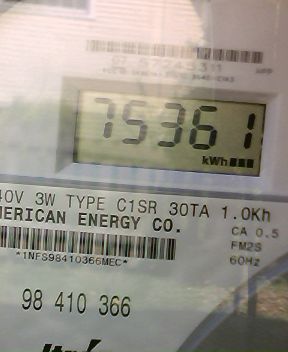 75361
kWh
40V 3W TYPE C1SR 30TA 1.0Kh
MERICAN ENERGY CO.
CA 0.5
FM2S
60Hz
*1NFS98410366MEC*
98 410 366